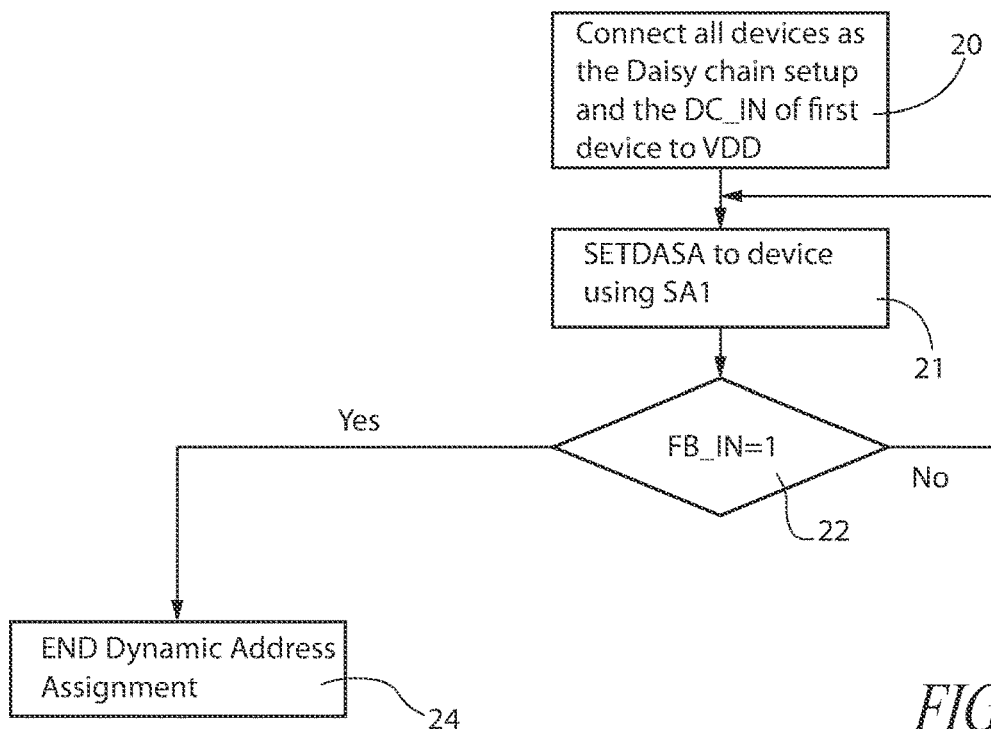 Connect all devices as
the Daisy chain setup
and the DC_IN of first
device to VDD
20
SETDASA to device
using SA1
21
Yes
FB_IN=1
No
22
END Dynamic Address
Assignment
24
FIG